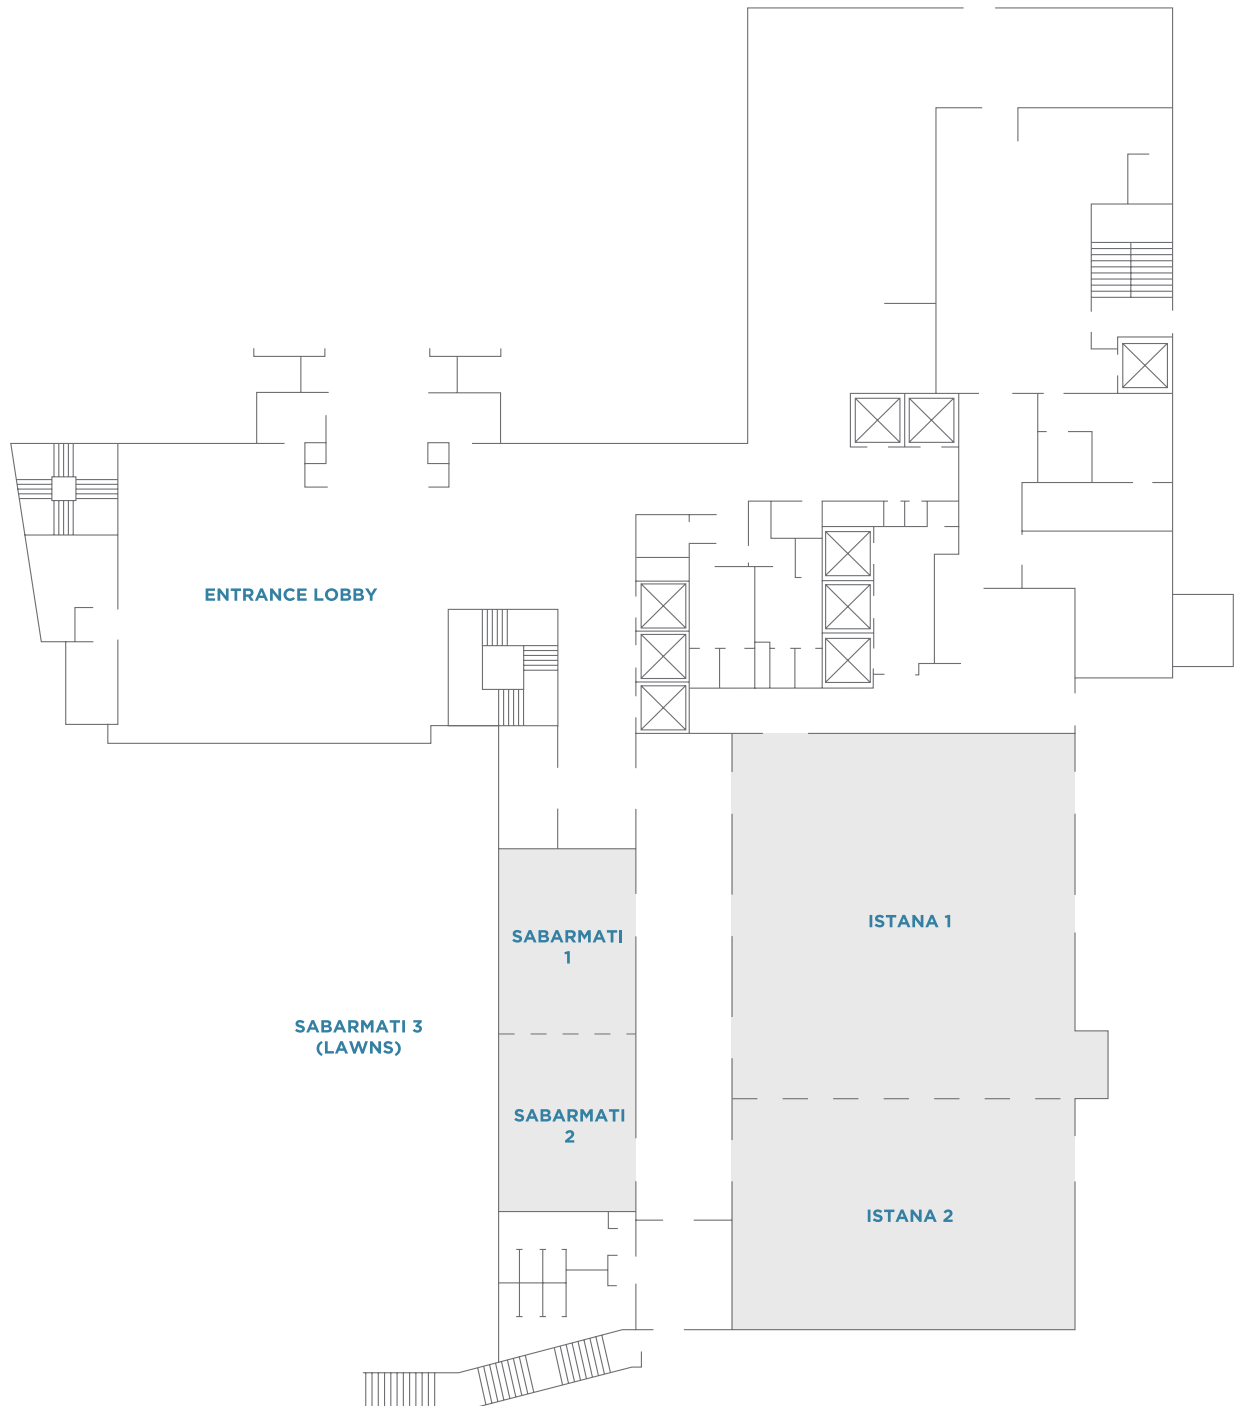 ENTRANCE LOBBY
ISTANA 1
SABARMATI
1
SABARMATI 3
(LAWNS)
SABARMATI
2
ISTANA 2